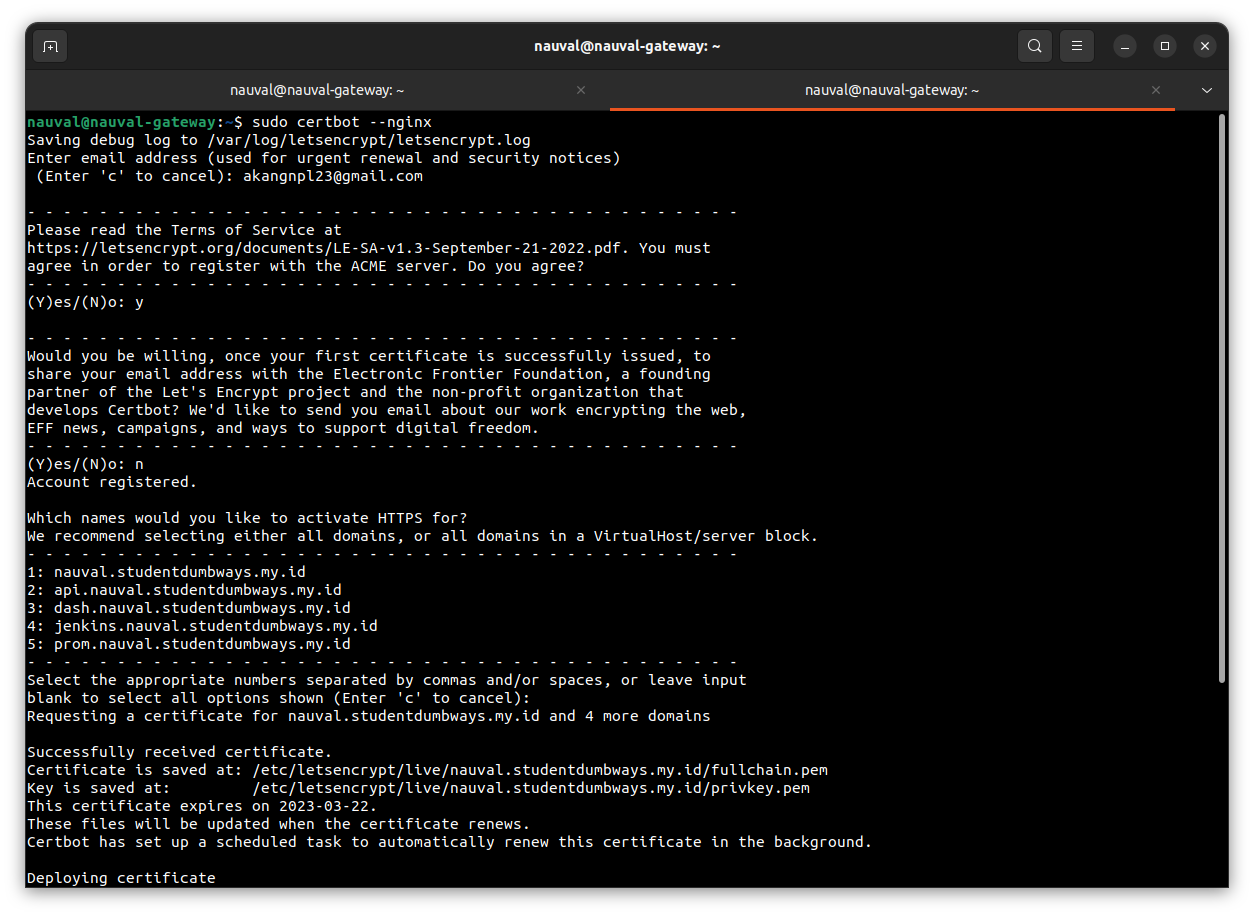 nauval@nauval-gateway: ~
nauval@nauval-gateway: ~
nauval@nauval-gateway: ~
nauval@nauval-gateway:~$ sudo certbot --nginx
Saving debug log to /var/log/letsencrypt/letsencrypt.log
Enter email address (used for urgent renewal and security notices)
 (Enter 'c' to cancel): akangnpl23@gmail.com
- - - - - - - - - - - - - - - - - - - - - - - - - - - - - - - - - - - - - - - -
Please read the Terms of Service at
https://letsencrypt.org/documents/LE-SA-v1.3-September-21-2022.pdf. You must
agree in order to register with the ACME server. Do you agree?
- - - - - - - - - - - - - - - - - - - - - - - - - - - - - - - - - - - - - - - -
(Y)es/(N)o: y
- - - - - - - - - - - - - - - - - - - - - - - - - - - - - - - - - - - - - - - -
Would you be willing, once your first certificate is successfully issued, to
share your email address with the Electronic Frontier Foundation, a founding
partner of the Let's Encrypt project and the non-profit organization that
develops Certbot? We'd like to send you email about our work encrypting the web,
EFF news, campaigns, and ways to support digital freedom.
- - - - - - - - - - - - - - - - - - - - - - - - - - - - - - - - - - - - - - - -
(Y)es/(N)o: n
Account registered.
Which names would you like to activate HTTPS for?
We recommend selecting either all domains, or all domains in a VirtualHost/server block.
- - - - - - - - - - - - - - - - - - - - - - - - - - - - - - - - - - - - - - - -
1: nauval.studentdumbways.my.id
2: api.nauval.studentdumbways.my.id
3: dash.nauval.studentdumbways.my.id
4: jenkins.nauval.studentdumbways.my.id
5: prom.nauval.studentdumbways.my.id
- - - - - - - - - - - - - - - - - - - - - - - - - - - - - - - - - - - - - - - -
Select the appropriate numbers separated by commas and/or spaces, or leave input
blank to select all options shown (Enter 'c' to cancel):
Requesting a certificate for nauval.studentdumbways.my.id and 4 more domains
Successfully received certificate.
Certificate is saved at: /etc/letsencrypt/live/nauval.studentdumbways.my.id/fullchain.pem
Key is saved at:         /etc/letsencrypt/live/nauval.studentdumbways.my.id/privkey.pem
This certificate expires on 2023-03-22.
These files will be updated when the certificate renews.
Certbot has set up a scheduled task to automatically renew this certificate in the background.
Deploying certificate